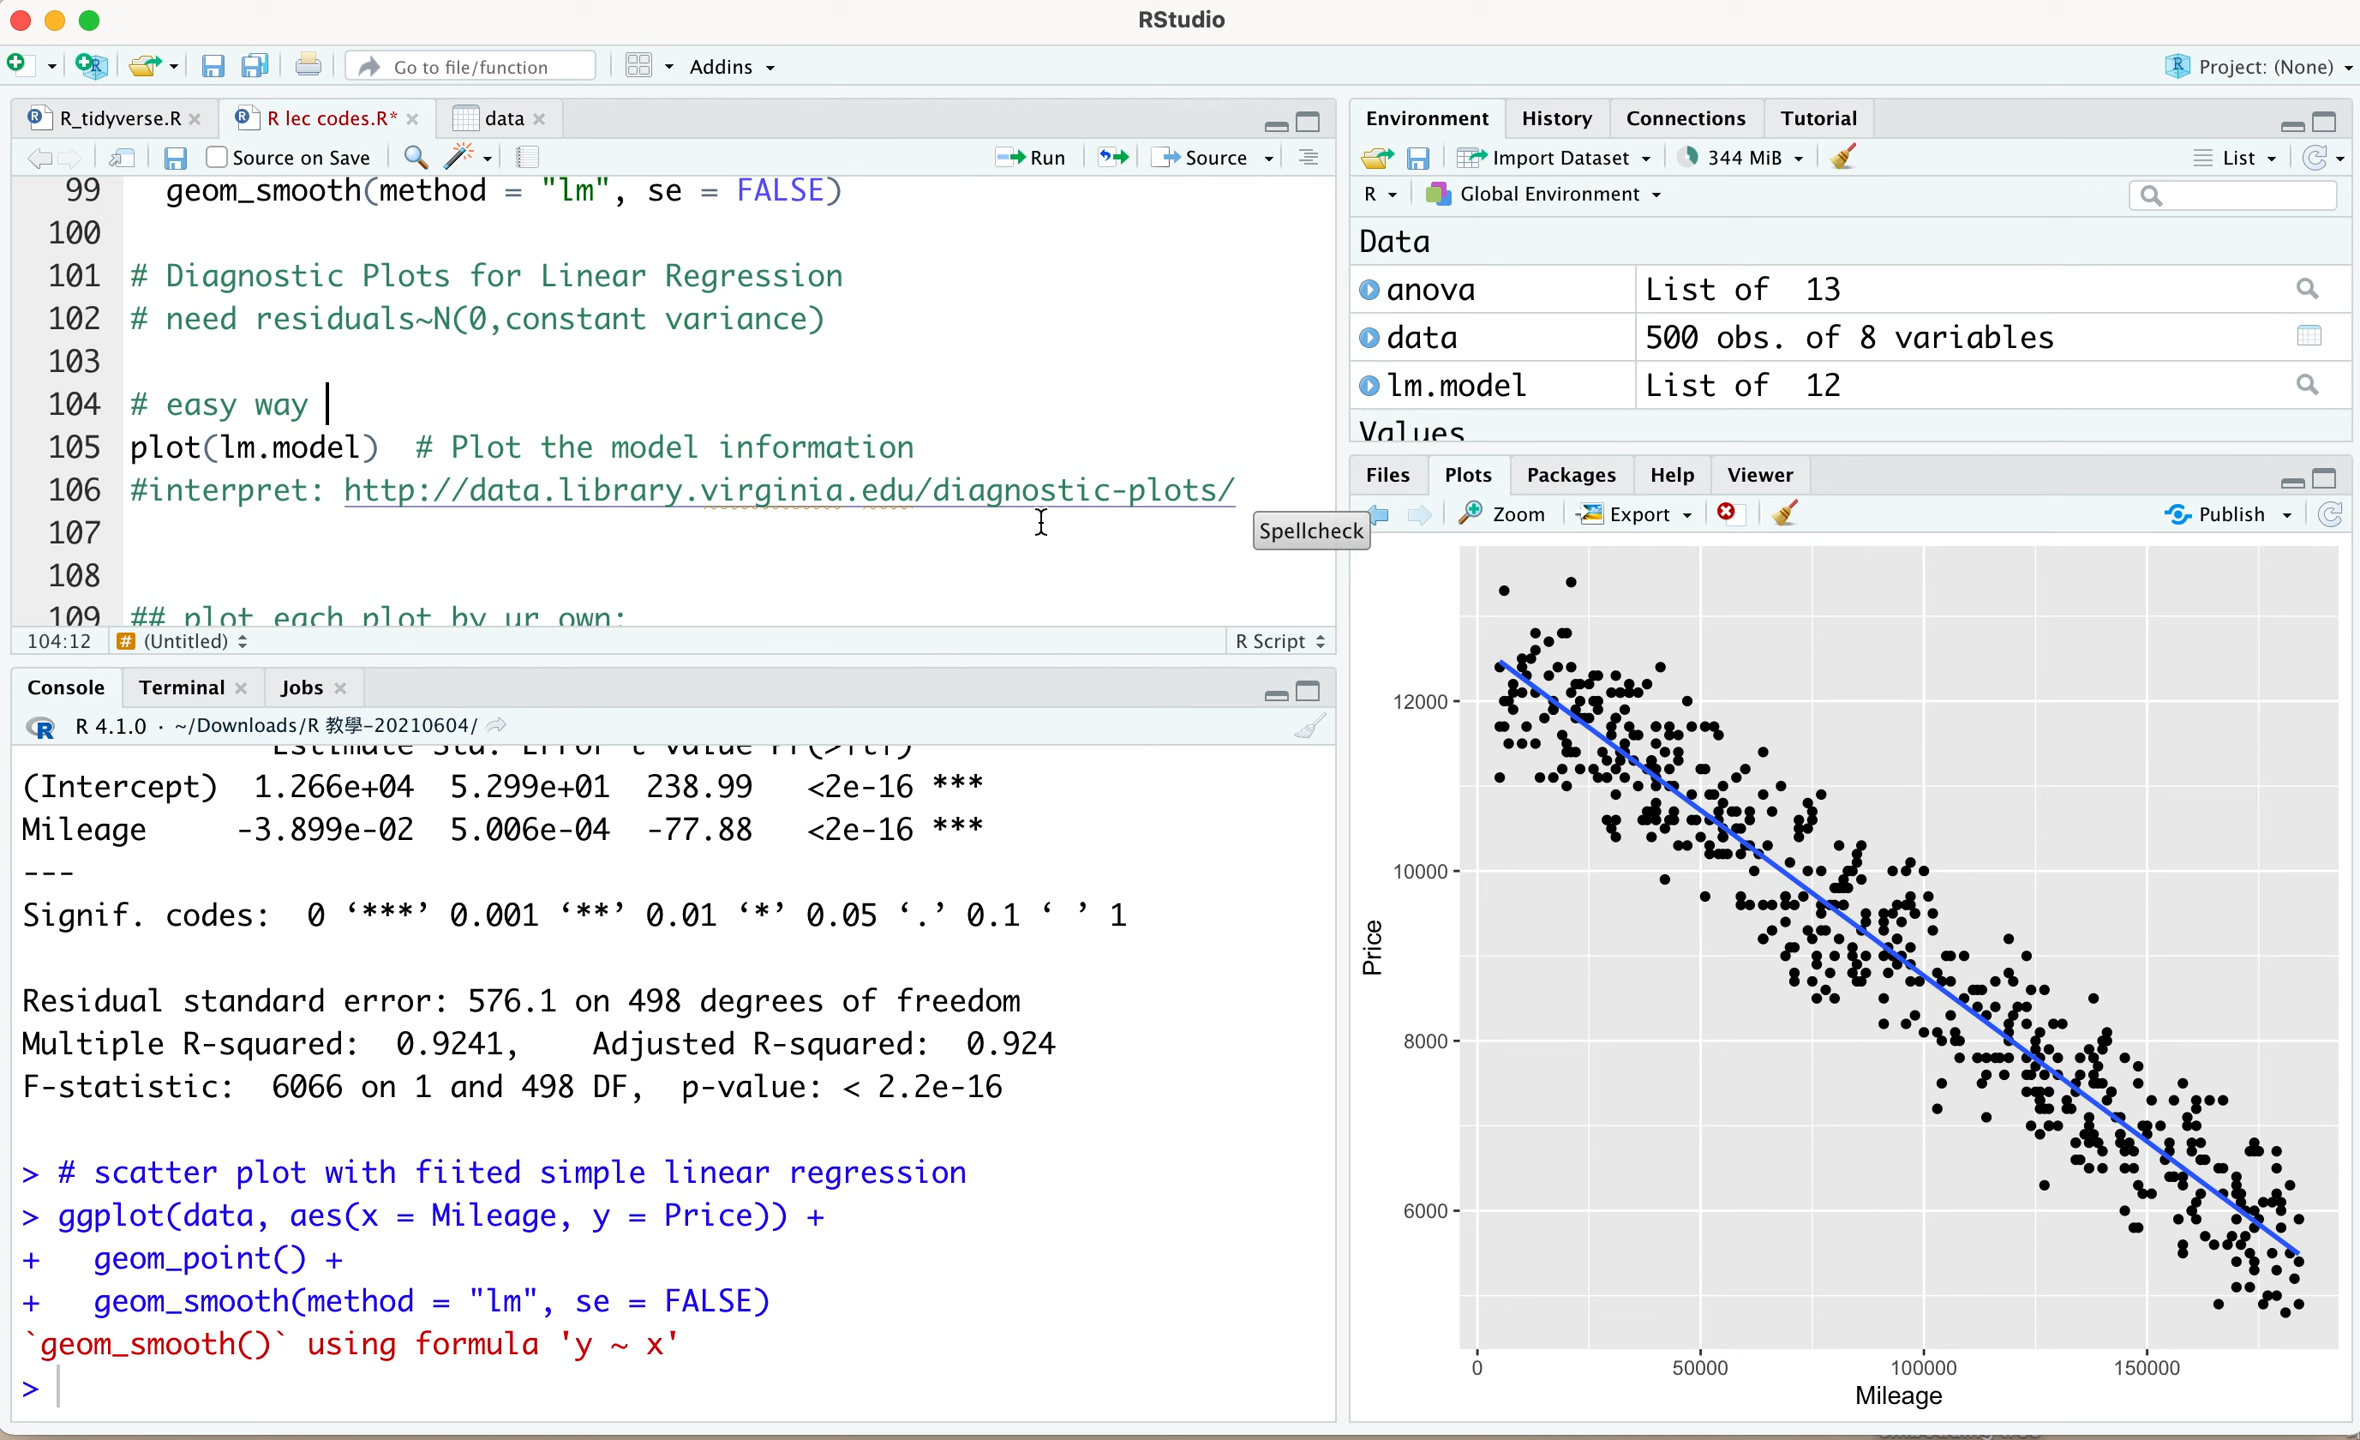 RStudio
Go to file/function
Addins
Project: (None)
R_tidyverse.R
R lec codes.R*
data
Source on Save
Run
Source
99 geom_smooth(method = "lm", se = FALSE)
100
101 # Diagnostic Plots for Linear Regression
102 # need residuals~N(0,constant variance)
103
104 # easy way
105 plot(lm.model)  # Plot the model information
106 #interpret: http://data.library.virginia.edu/diagnostic-plots/
107
108
109 ## plot each plot by ur own:
Spellcheck
104:12 # (Untitled)
R Script
Console
Terminal
Jobs
R 4.1.0 · ~/Downloads/R 教學-20210604/
Estimate Std. Error t value Pr(>|t|)
(Intercept)  1.266e+04  5.299e+01  238.99   <2e-16 ***
Mileage     -3.899e-02  5.006e-04  -77.88   <2e-16 ***
---
Signif. codes:  0 ‘***’ 0.001 ‘**’ 0.01 ‘*’ 0.05 ‘.’ 0.1 ‘ ’ 1
Residual standard error: 576.1 on 498 degrees of freedom
Multiple R-squared:  0.9241,    Adjusted R-squared:  0.924
F-statistic:  6066 on 1 and 498 DF,  p-value: < 2.2e-16
> # scatter plot with fiited simple linear regression
> ggplot(data, aes(x = Mileage, y = Price)) +
+   geom_point() +
+   geom_smooth(method = "lm", se = FALSE)
`geom_smooth()` using formula 'y ~ x'
>
Environment
History
Connections
Tutorial
Import Dataset
344 MiB
List
R
Global Environment
Data
anova List of  13
data 500 obs. of 8 variables
lm.model List of  12
Values
Files
Plots
Packages
Help
Viewer
Zoom
Export
Publish
12000
10000
8000
6000
Price
0
50000
100000
150000
Mileage